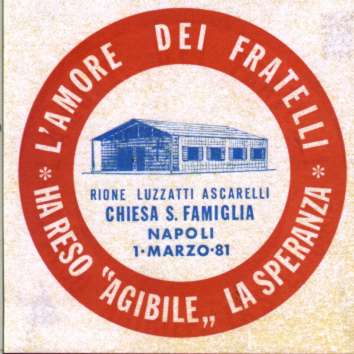 L'AMORE DEI FRATELLI
* HA RESO "AGIBILE„ LA SPERANZA *
RIONE LUZZATTI ASCARELLI
CHIESA S. FAMIGLIA
NAPOLI
1·MARZO·81